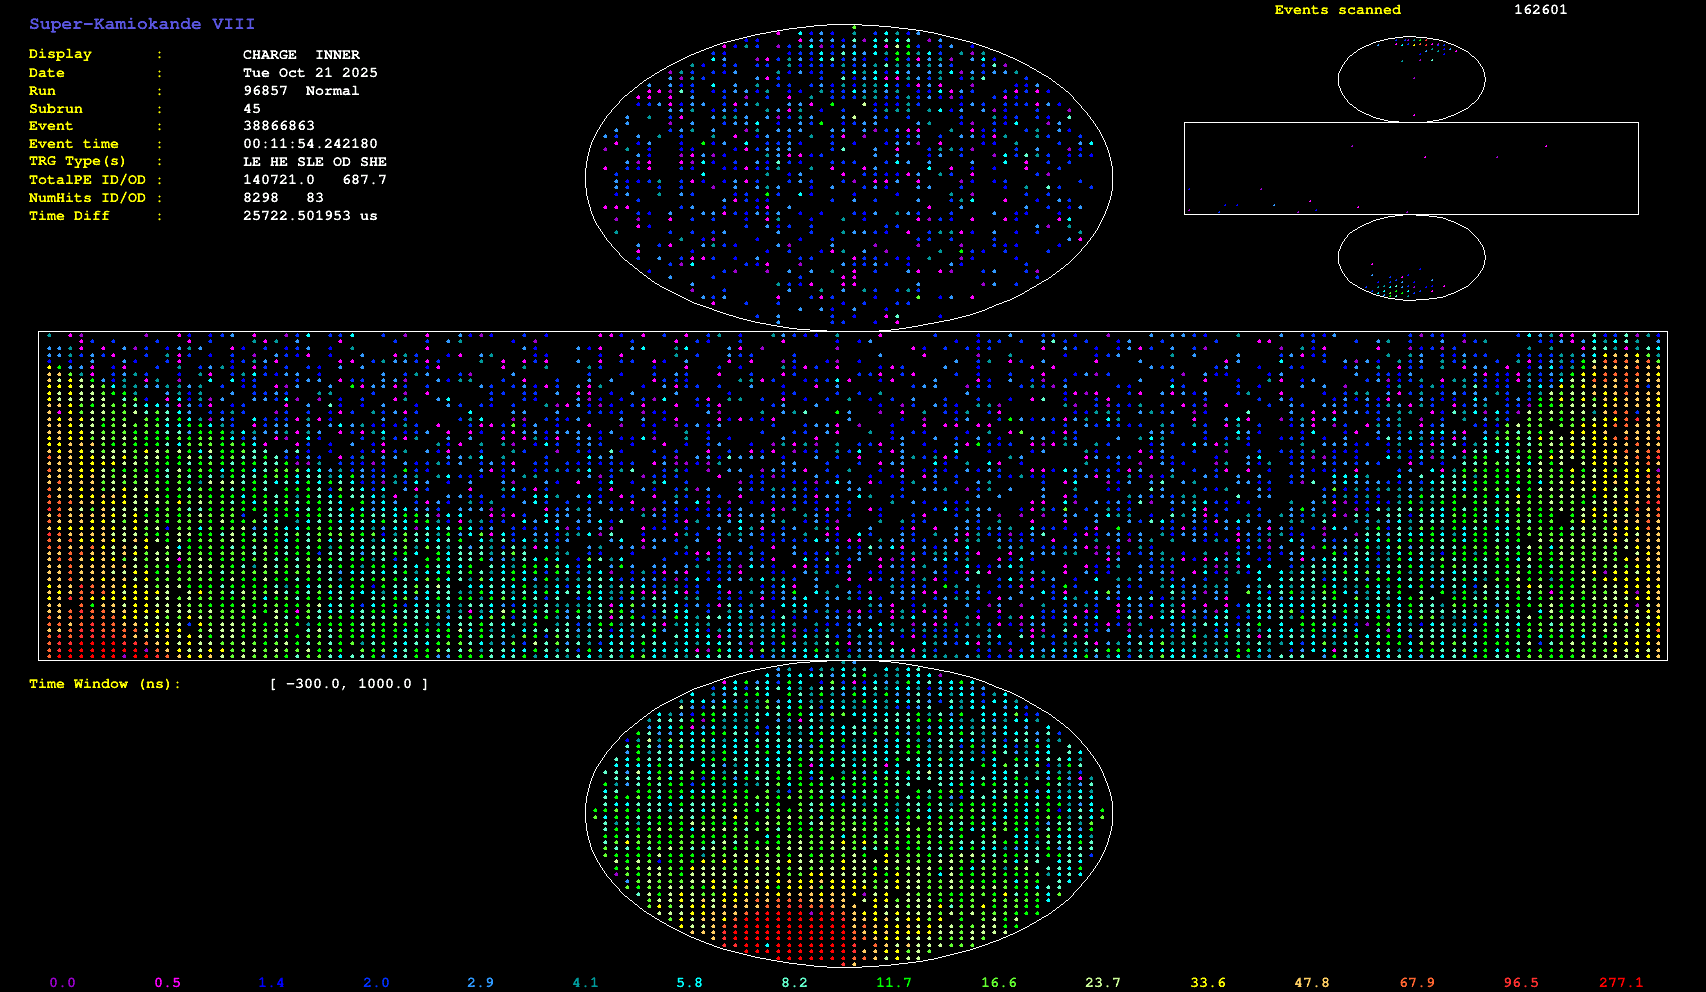 Super-Kamiokande VIII
Events scanned 162601
Display : CHARGE INNER
Date : Tue Oct 21 2025
Run : 96857 Normal
Subrun : 45
Event : 38866863
Event time : 00:11:54.242180
TRG Type(s) : LE HE SLE OD SHE
TotalPE ID/OD : 140721.0 687.7
NumHits ID/OD : 8298 83
Time Diff : 25722.501953 us
Time Window (ns): [ -300.0, 1000.0 ]
0.0 0.5 1.4 2.0 2.9 4.1 5.8 8.2 11.7 16.6 23.7 33.6 47.8 67.9 96.5 277.1